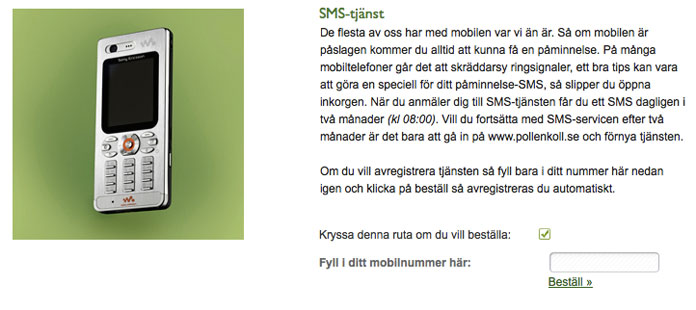 SMS-tjänst
De flesta av oss har med mobilen var vi än är. Så om mobilen är
påslagen kommer du alltid att kunna få en påminnelse. På många
mobiltelefoner går det att skräddarsy ringsignaler, ett bra tips kan vara
att göra en speciell för ditt påminnelse-SMS, så slipper du öppna
inkorgen. När du anmäler dig till SMS-tjänsten får du ett SMS dagligen i
två månader (kl 08:00). Vill du fortsätta med SMS-servicen efter två
månader är det bara att gå in på www.pollenkoll.se och förnya tjänsten.
Om du vill avregistrera tjänsten så fyll bara i ditt nummer här nedan
igen och klicka på beställ så avregistreras du automatiskt.
Kryssa denna ruta om du vill beställa:
Fyll i ditt mobilnummer här:
Beställ »
Sony Ericsson